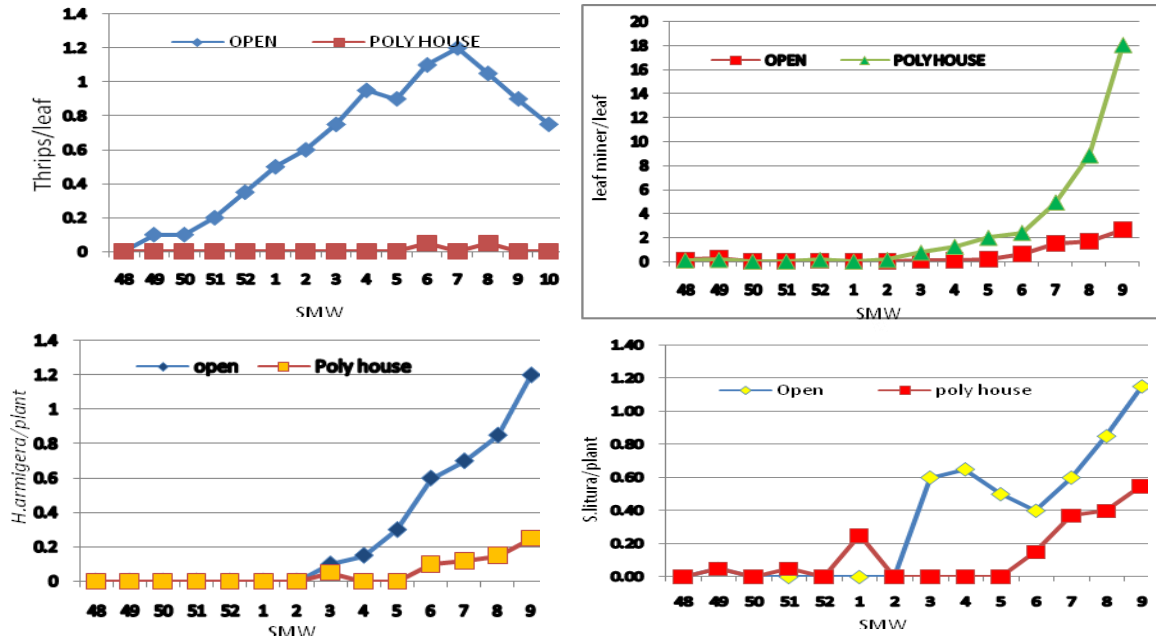 OPEN POLY HOUSE
Thrips/leaf
1.4
1.2
1
0.8
0.6
0.4
0.2
0
48 49 50 51 52 1 2 3 4 5 6 7 8 9 10
SMW
OPEN POLYHOUSE
leaf miner/leaf
20
18
16
14
12
10
8
6
4
2
0
48 49 50 51 52 1 2 3 4 5 6 7 8 9
SMW
open Poly house
H.armigera/plant
1.4
1.2
1
0.8
0.6
0.4
0.2
0
48 49 50 51 52 1 2 3 4 5 6 7 8 9
SMW
Open poly house
S.litura/plant
1.40
1.20
1.00
0.80
0.60
0.40
0.20
0.00
48 49 50 51 52 1 2 3 4 5 6 7 8 9
SMW